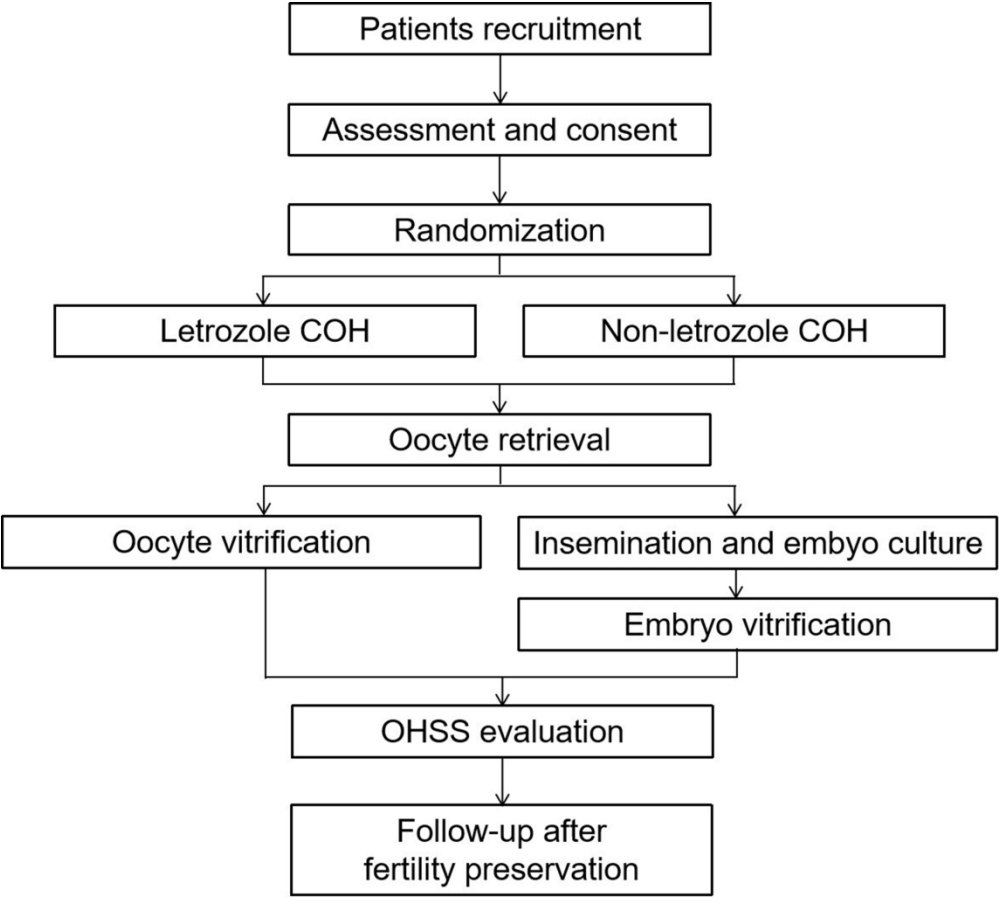 Patients recruitment
Assessment and consent
Randomization
Letrozole COH
Non-letrozole COH
Oocyte retrieval
Oocyte vitrification
Insemination and embyo culture
Embryo vitrification
OHSS evaluation
Follow-up after
fertility preservation